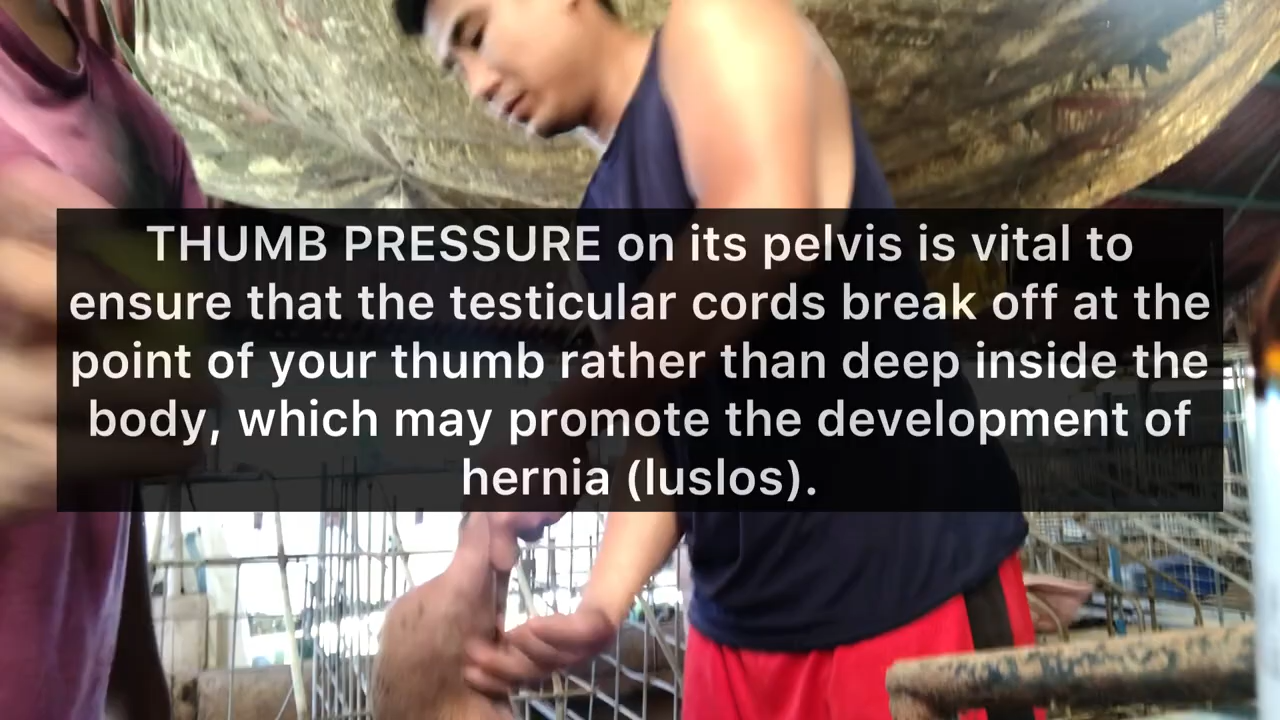 THUMB PRESSURE on its pelvis is vital to
ensure that the testicular cords break off at the
point of your thumb rather than deep inside the
body, which may promote the development of
hernia (luslos).